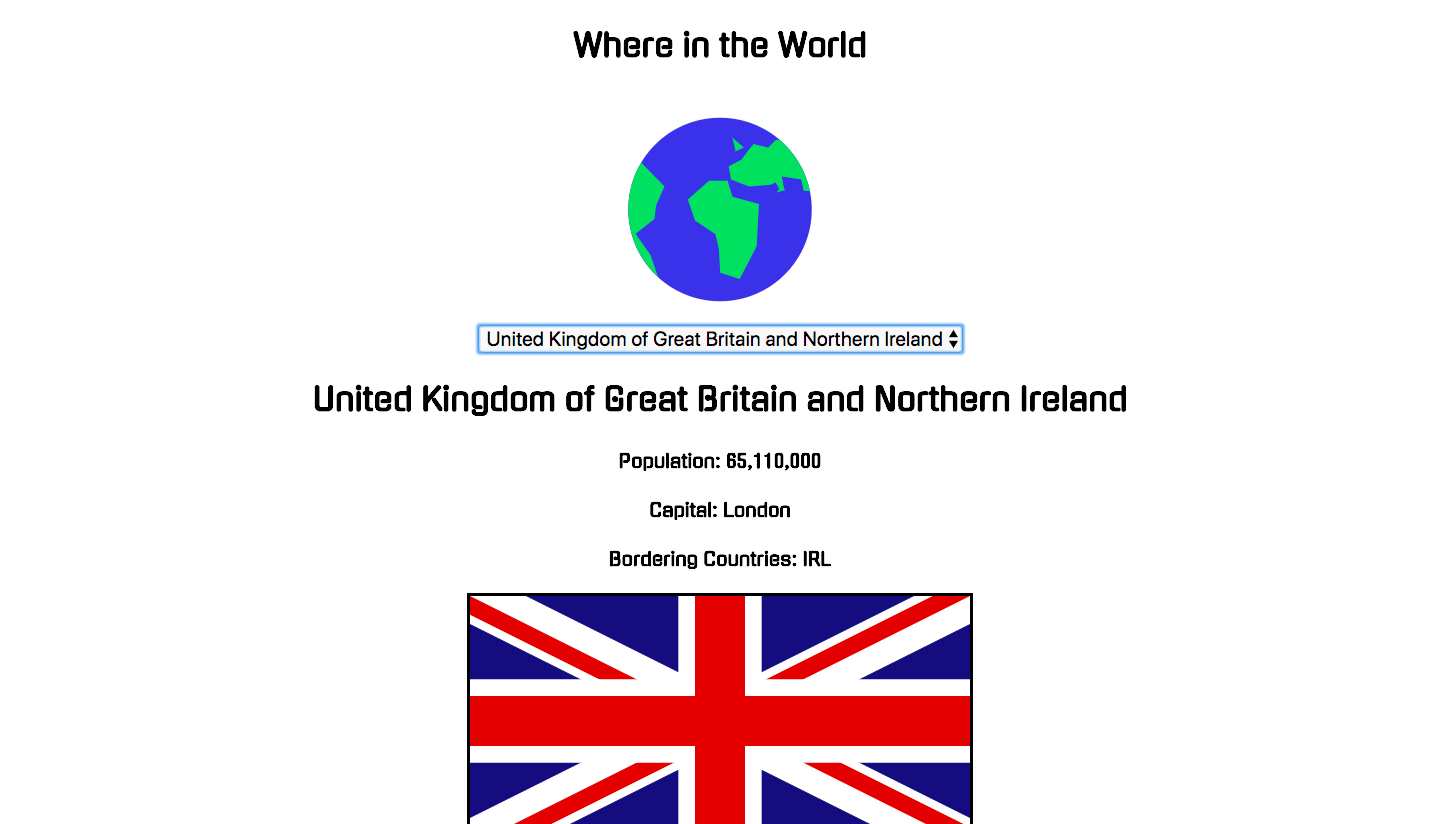 Where in the World
United Kingdom of Great Britain and Northern Ireland
United Kingdom of Great Britain and Northern Ireland
Population: 65,110,000
Capital: London
Bordering Countries: IRL